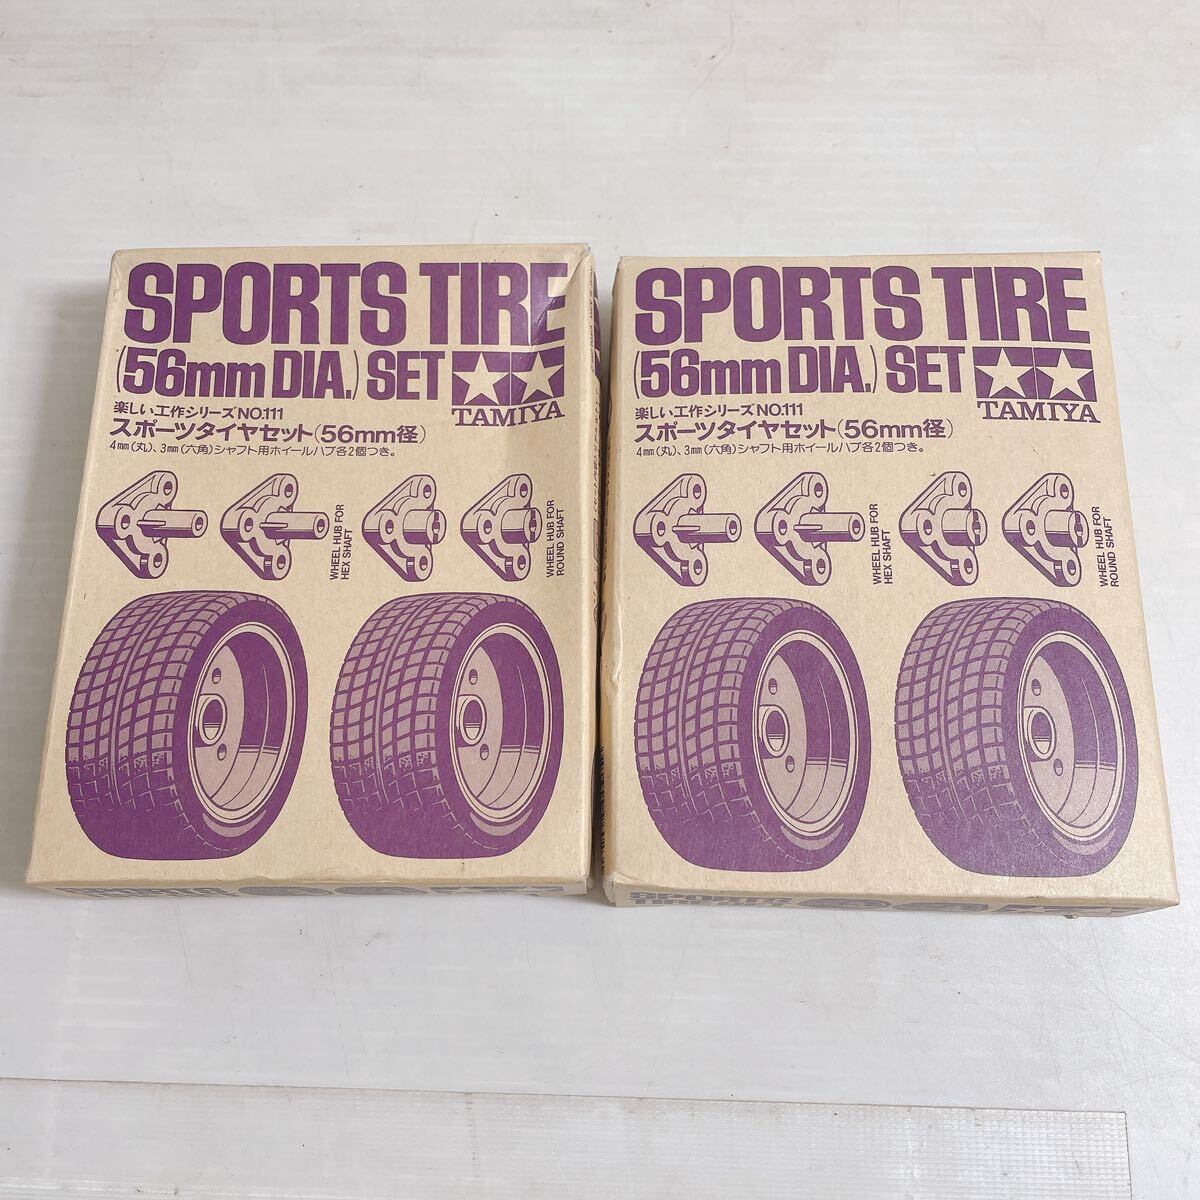 SPORTS TIRE
(56mm DIA.) SET
TAMIYA
楽しい工作シリーズNO.111
スポーツタイヤセット(56mm径)
4mm(丸)、3mm(六角)シャフト用ホイールハブ各2個つき。
WHEEL HUB FOR
HEX SHAFT
WHEEL HUB FOR
ROUND SHAFT
SPORTS
SPORTS TIRE
(56mm DIA.) SET
TAMIYA
楽しい工作シリーズNO.111
スポーツタイヤセット(56mm径)
4mm(丸)、3mm(六角)シャフト用ホイールハブ各2個つき。
WHEEL HUB FOR
HEX SHAFT
WHEEL HUB FOR
ROUND SHAFT
SPORTS